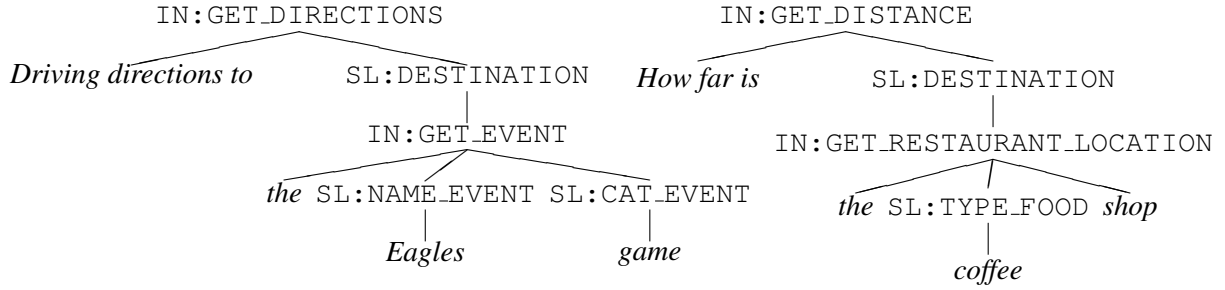 IN:GET_DIRECTIONS IN:GET_DISTANCE
Driving directions to SL:DESTINATION How far is SL:DESTINATION
IN:GET_EVENT IN:GET_RESTAURANT_LOCATION
the SL:NAME_EVENT SL:CAT_EVENT the SL:TYPE_FOOD shop
Eagles game coffee